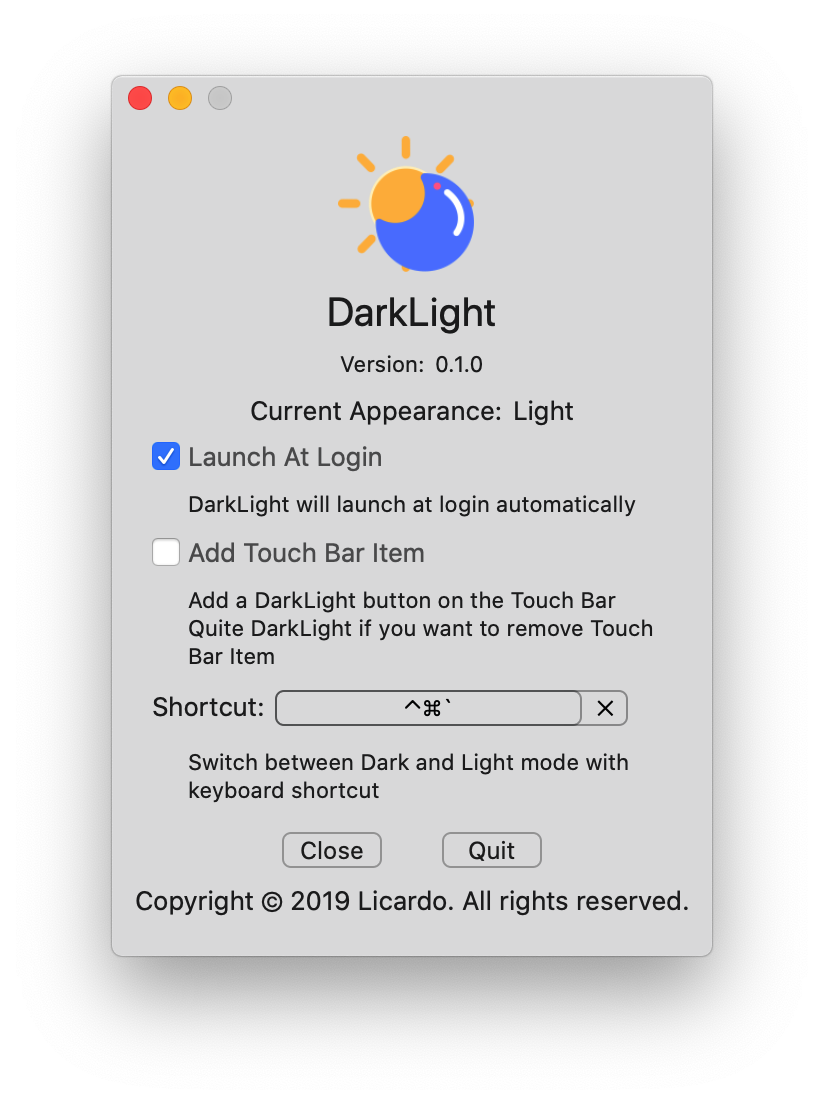 DarkLight
Version: 0.1.0
Current Appearance: Light
Launch At Login
DarkLight will launch at login automatically
Add Touch Bar Item
Add a DarkLight button on the Touch Bar
Quite DarkLight if you want to remove Touch
Bar Item
Shortcut: ^⌘` ✕
Switch between Dark and Light mode with
keyboard shortcut
Close Quit
Copyright © 2019 Licardo. All rights reserved.